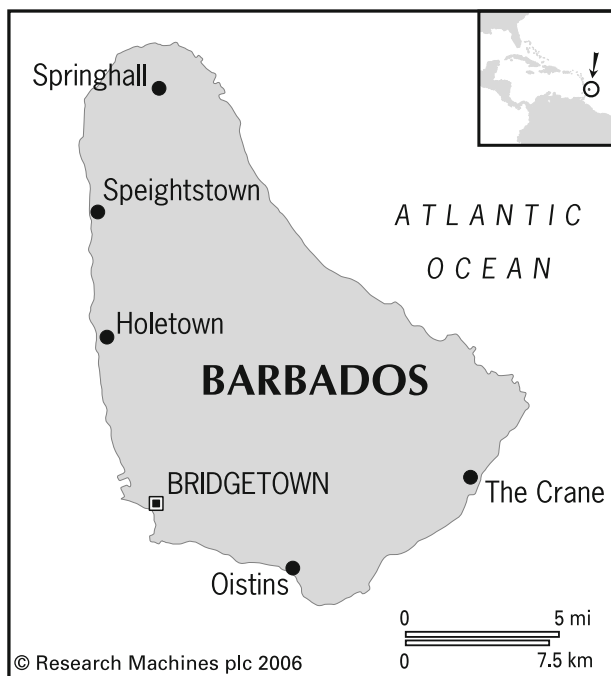 Springhall
Speightstown
ATLANTIC
OCEAN
Holetown
BARBADOS
BRIDGETOWN
The Crane
Oistins
0 5 mi
0 7.5 km
© Research Machines plc 2006